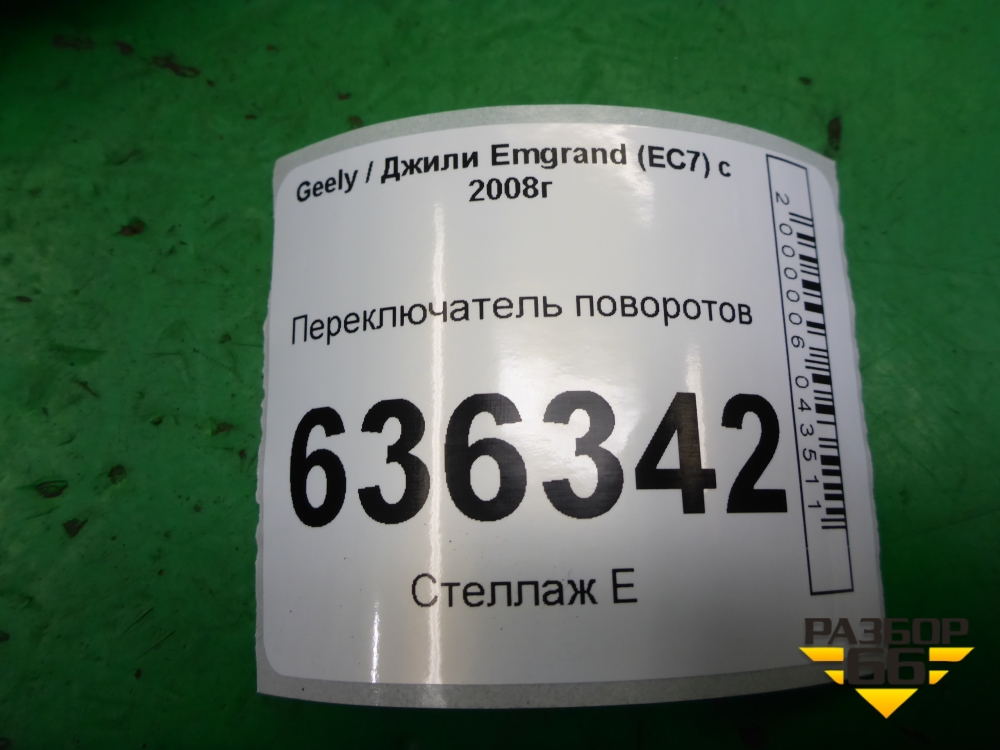 Geely / Джили Emgrand (EC7) с
2008г
Переключатель поворотов
636342
Стеллаж Е
2000006043511
РАЗБОР
66